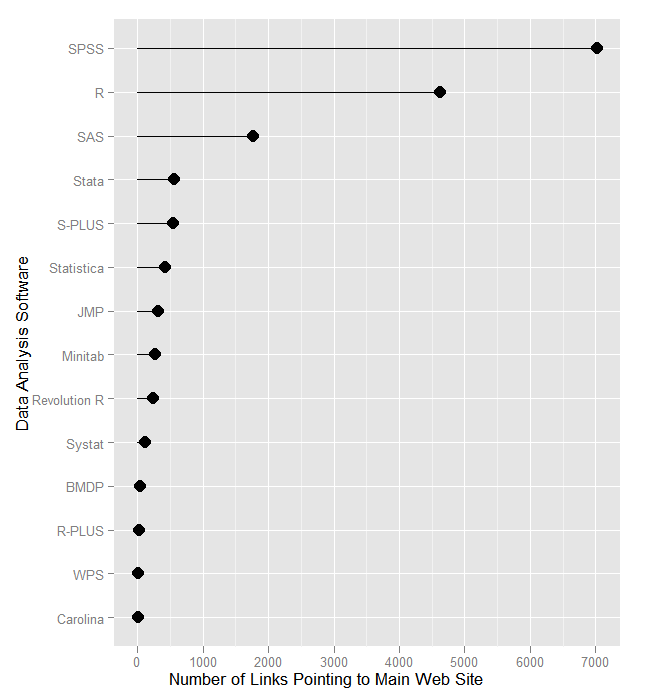 SPSS
R
SAS
Stata
S-PLUS
Statistica
JMP
Minitab
Revolution R
Systat
BMDP
R-PLUS
WPS
Carolina
Data Analysis Software
0 1000 2000 3000 4000 5000 6000 7000
Number of Links Pointing to Main Web Site